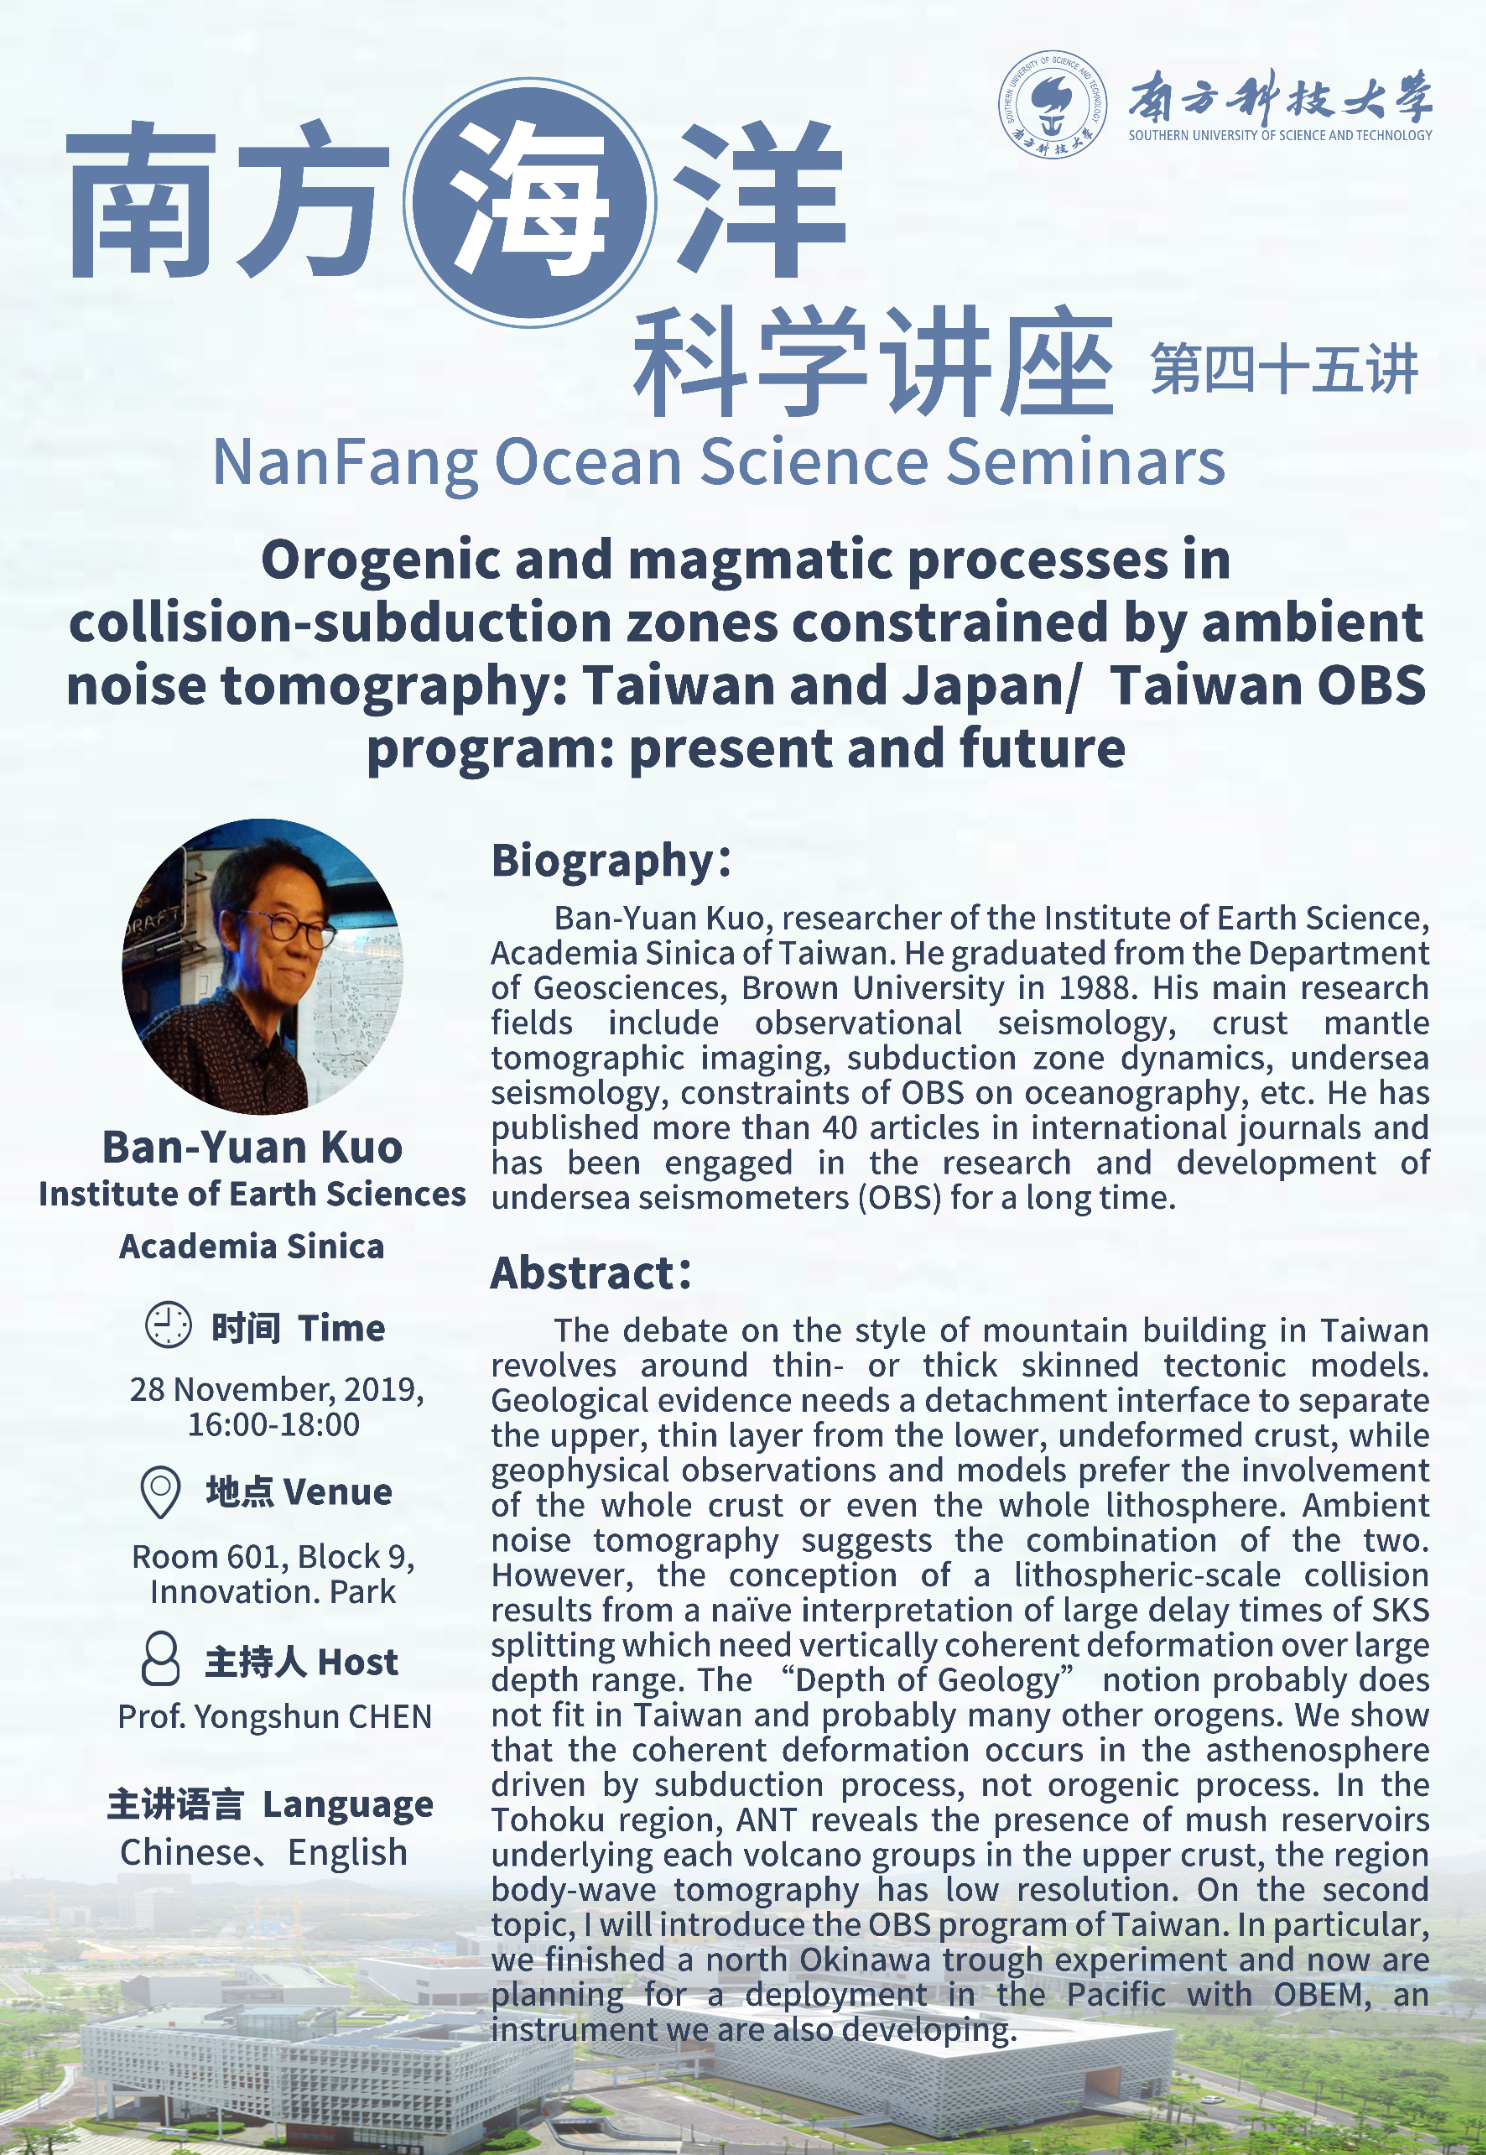 SOUTHERN UNIVERSITY OF SCIENCE AND TECHNOLOGY
南方科技大学
南方科技大学
SOUTHERN UNIVERSITY OF SCIENCE AND TECHNOLOGY
南方海洋
科学讲座 第四十五讲
NanFang Ocean Science Seminars
Orogenic and magmatic processes in
collision-subduction zones constrained by ambient
noise tomography: Taiwan and Japan/ Taiwan OBS
program: present and future
DRAFT
Ban-Yuan Kuo
Institute of Earth Sciences
Academia Sinica
时间 Time
28 November, 2019,
16:00-18:00
地点 Venue
Room 601, Block 9,
Innovation. Park
主持人 Host
Prof. Yongshun CHEN
主讲语言 Language
Chinese、English
Biography：
Ban-Yuan Kuo, researcher of the Institute of Earth Science,
Academia Sinica of Taiwan. He graduated from the Department
of Geosciences, Brown University in 1988. His main research
fields include observational seismology, crust mantle
tomographic imaging, subduction zone dynamics, undersea
seismology, constraints of OBS on oceanography, etc. He has
published more than 40 articles in international journals and
has been engaged in the research and development of
undersea seismometers (OBS) for a long time.
Abstract：
The debate on the style of mountain building in Taiwan
revolves around thin- or thick skinned tectonic models.
Geological evidence needs a detachment interface to separate
the upper, thin layer from the lower, undeformed crust, while
geophysical observations and models prefer the involvement
of the whole crust or even the whole lithosphere. Ambient
noise tomography suggests the combination of the two.
However, the conception of a lithospheric-scale collision
results from a naïve interpretation of large delay times of SKS
splitting which need vertically coherent deformation over large
depth range. The “Depth of Geology” notion probably does
not fit in Taiwan and probably many other orogens. We show
that the coherent deformation occurs in the asthenosphere
driven by subduction process, not orogenic process. In the
Tohoku region, ANT reveals the presence of mush reservoirs
underlying each volcano groups in the upper crust, the region
body-wave tomography has low resolution. On the second
topic, I will introduce the OBS program of Taiwan. In particular,
we finished a north Okinawa trough experiment and now are
planning for a deployment in the Pacific with OBEM, an
instrument we are also developing.